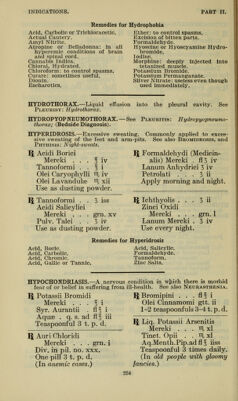 INDICATIONS.
PART II.
Remedies for Hydrophobia
Acid, Carbolic or Trichloracetic.
Actual Cautery.
Amyl Nitrite.
Atropine or Belladonna: in all
hypermic conditions of brain
and spinal cord.
Cannabis Indica.
Chloral, Hydrated.
Chloroform: to control spasms.
Curare: sometimes useful.
Diosin.
Escharotics.
Ether: to control spasms.
Excision of bitten parts.
Formaldehyde.
Hyoscine or Hyoscyamine Hydro-
bromide.
Iodine.
Morphine: deeply injected into
tetanized muscle.
Potassium Bromide.
Potassium Permanganate.
Silver Nitrate: useless even though
used immediately.
HYDROTHORAX.—Liquid effusion into the pleural cavity. See
Pleurisy: Hydrothorax.
HYDROPYOPNEUMOTHORAX.—See Pleuritis: Hydropyopneumo-
thorax; (Bedside Diagnosis).
HYPERIDROSIS.—Excessive sweating. Commonly applied to exces-
sive sweating of the feet and arm-pits. See also Bromidrosis, and
Phthisis: Night-sweats.
℞ Acidi Borici
Mercki . . ℥ iv
Tannoformi . . ℥ i
Olei Caryophylli ♏ iv
Olei Lavandulæ ♏ xii
Use as dusting powder.
℞ Formaldehydi (Medicin-
alis) Mercki fl℥ iv
Lanum Anhydrici ℥ iv
Petrolati . . ℥ ii
Apply morning and night.
℞ Tannoformi . . ℥ iss
Acidi Salicylici
Mercki . . grn. xv
Pulv. Talci . . ℥ iv
Use as dusting powder.
℞ Ichthyolis . . . ℥ ii
Zinci Oxidi
Mercki . . . grn. l
Lanum Mercki . ℥ iv
Use every night.
Remedies for Hyperidrosis
Acid, Boric.
Acid, Carbolic.
Acid, Chromic.
Acid, Gallic or Tannic.
Acid, Salicylic.
Formaldehyde.
Tannoform.
Zinc Salts.
HYPOCHONDRIASIS.—A nervous condition in which there is morbid
fear of or belief in suffering from ill-health. See also Neurasthenia.
℞ Potassii Bromidi
Mercki . . . ℥ i
Syr. Aurantii . fl℥ i
Aquæ . q. s. ad fl℥ iii
Teaspoonful 3 t. p. d.
℞ Bromipini . . . fl℥ i
Olei Cinnamomi gtt. ii
1-2 teaspoonfuls 3-4 t. p. d.
℞ Auri Chloridi
Mercki . . . grn. i
Div. in pil. no. xxx.
One pill 3 t. p. d.
(In anemic cases.)
℞ Liq. Potassii Arsenitis
Mercki . . . ♏ xl
Tinct. Opii . . ♏ xl
Aq.Menth.Pip.ad fl℥ iiss
Teaspoonful 3 times daily.
(In old people with gloomy
fancies.)